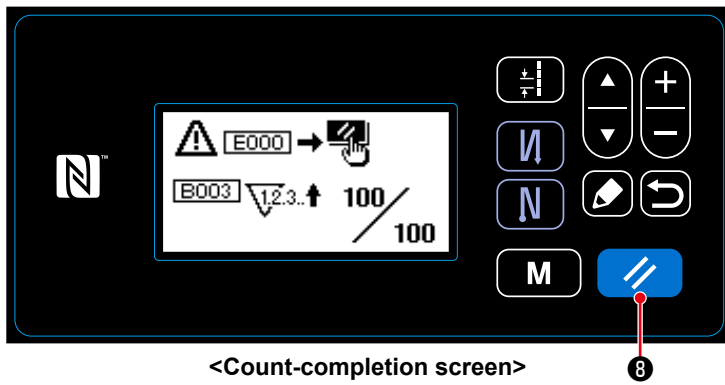 E000
B003 1.2.3.. 100/100
M
<Count-completion screen>
8